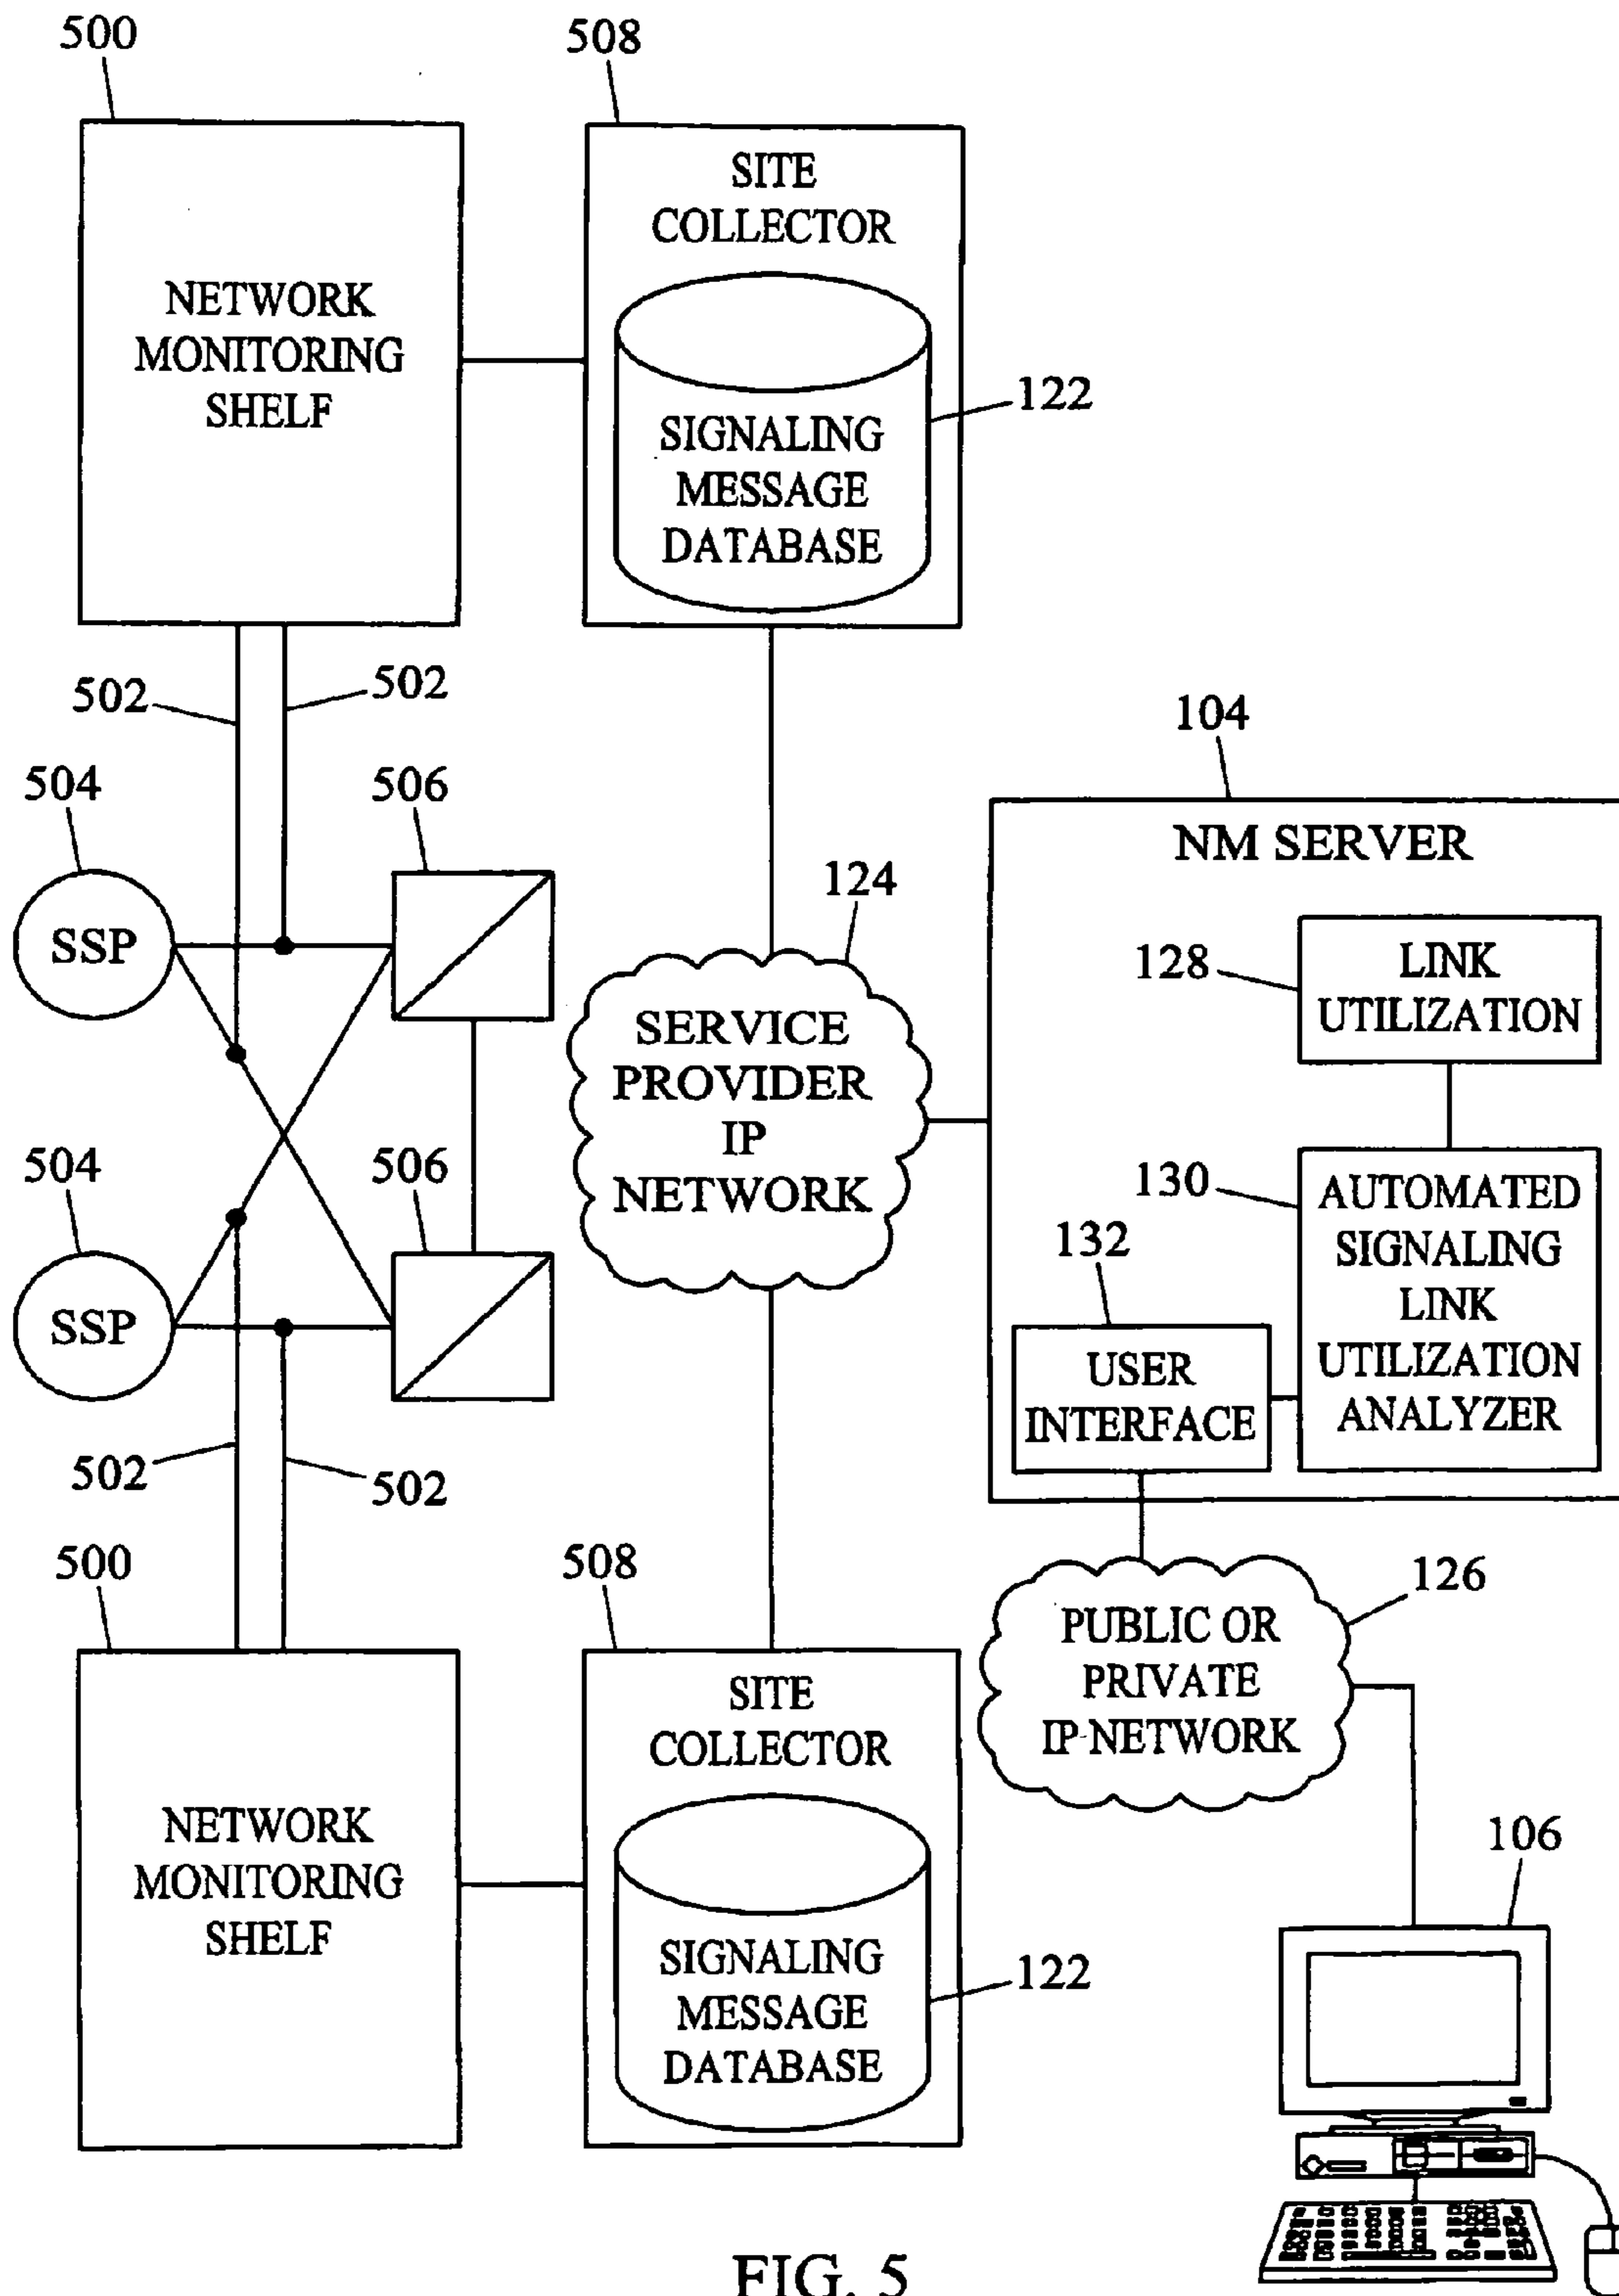 500
508
SITE
COLLECTOR
NETWORK
MONITORING
SHELF
122
SIGNALING
MESSAGE
DATABASE
502
502
104
504
506
NM SERVER
124
SSP
128
LINK
UTILIZATION
SERVICE
PROVIDER
IP
NETWORK
504
506
130
AUTOMATED
SIGNALING
LINK
UTILIZATION
ANALYZER
132
SSP
USER
INTERFACE
502
502
500
508
126
PUBLIC OR
PRIVATE
IP NETWORK
SITE
COLLECTOR
NETWORK
MONITORING
SHELF
106
SIGNALING
MESSAGE
DATABASE
122
FIG. 5